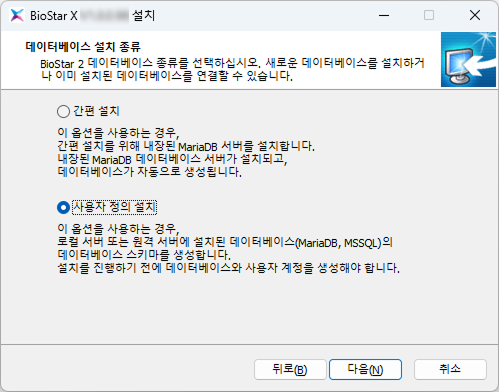 BioStar X 설치
데이터베이스 설치 종류
BioStar 2 데이터베이스 종류를 선택하십시오. 새로운 데이터베이스를 설치하거
나 이미 설치된 데이터베이스를 연결할 수 있습니다.
간편 설치
이 옵션을 사용하는 경우,
간편 설치를 위해 내장된 MariaDB 서버를 설치합니다.
내장된 MariaDB 데이터베이스 서버가 설치되고,
데이터베이스가 자동으로 생성됩니다.
사용자 정의 설치
이 옵션을 사용하는 경우,
로컬 서버 또는 원격 서버에 설치된 데이터베이스(MariaDB, MSSQL)의
데이터베이스 스키마를 생성합니다.
설치를 진행하기 전에 데이터베이스와 사용자 계정을 생성해야 합니다.
뒤로(B) 다음(N) 취소